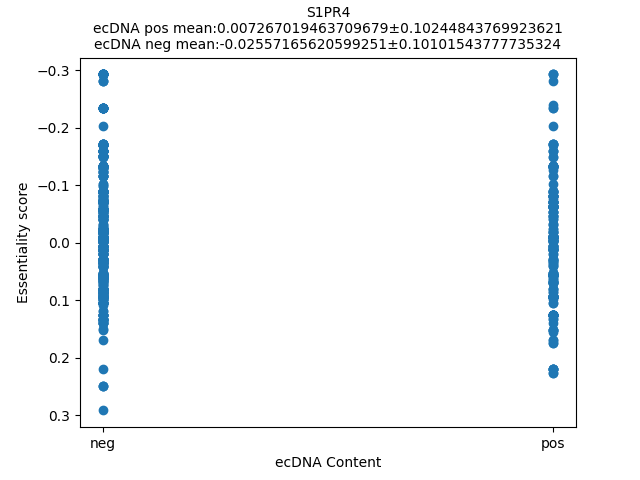 S1PR4
ecDNA pos mean:0.007267019463709679±0.10244843769923621
ecDNA neg mean:-0.02557165620599251±0.10101543777735324
−0.3
−0.2
−0.1
0.0
0.1
0.2
0.3
Essentiality score
neg
pos
ecDNA Content